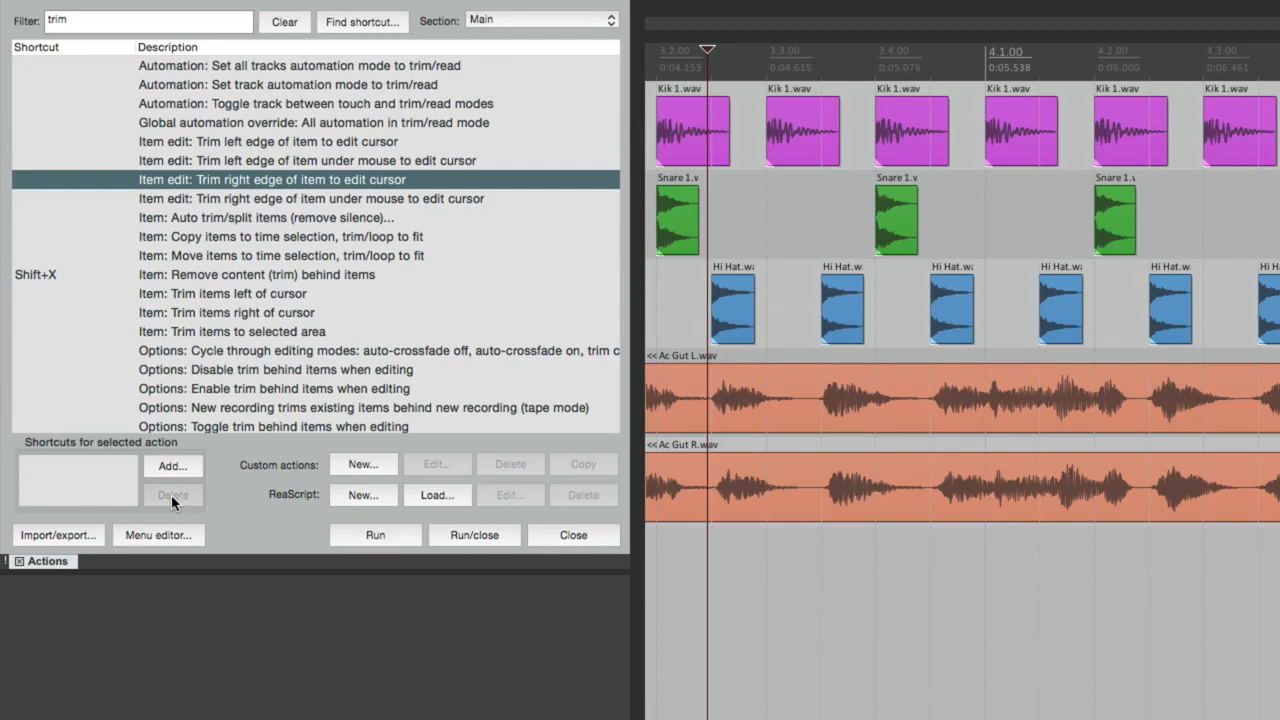 Filter: trim Clear Find shortcut... Section: Main
Shortcut Description
Automation: Set all tracks automation mode to trim/read
Automation: Set track automation mode to trim/read
Automation: Toggle track between touch and trim/read modes
Global automation override: All automation in trim/read mode
Item edit: Trim left edge of item to edit cursor
Item edit: Trim left edge of item under mouse to edit cursor
Item edit: Trim right edge of item to edit cursor
Item edit: Trim right edge of item under mouse to edit cursor
Item: Auto trim/split items (remove silence)...
Item: Copy items to time selection, trim/loop to fit
Item: Move items to time selection, trim/loop to fit
Shift+X Item: Remove content (trim) behind items
Item: Trim items left of cursor
Item: Trim items right of cursor
Item: Trim items to selected area
Options: Cycle through editing modes: auto-crossfade off, auto-crossfade on, trim c
Options: Disable trim behind items when editing
Options: Enable trim behind items when editing
Options: New recording trims existing items behind new recording (tape mode)
Options: Toggle trim behind items when editing
Shortcuts for selected action
Add... Custom actions: New... Edit... Delete Copy
Delete ReaScript: New... Load... Edit... Delete
Import/export... Menu editor... Run Run/close Close
! Actions
3.2.00 3.3.00 3.4.00 4.1.00 4.2.00 4.3.00
0:04.153 0:04.615 0:05.076 0:05.538 0:06.000 0:06.461
Kik 1.wav Kik 1.wav Kik 1.wav Kik 1.wav Kik 1.wav Kik 1.wav
Snare 1.v Snare 1.v Snare 1.v
Hi Hat.wa Hi Hat.wa Hi Hat.wa Hi Hat.wa Hi Hat.wa Hi H
<< Ac Gut L.wav
<< Ac Gut R.wav